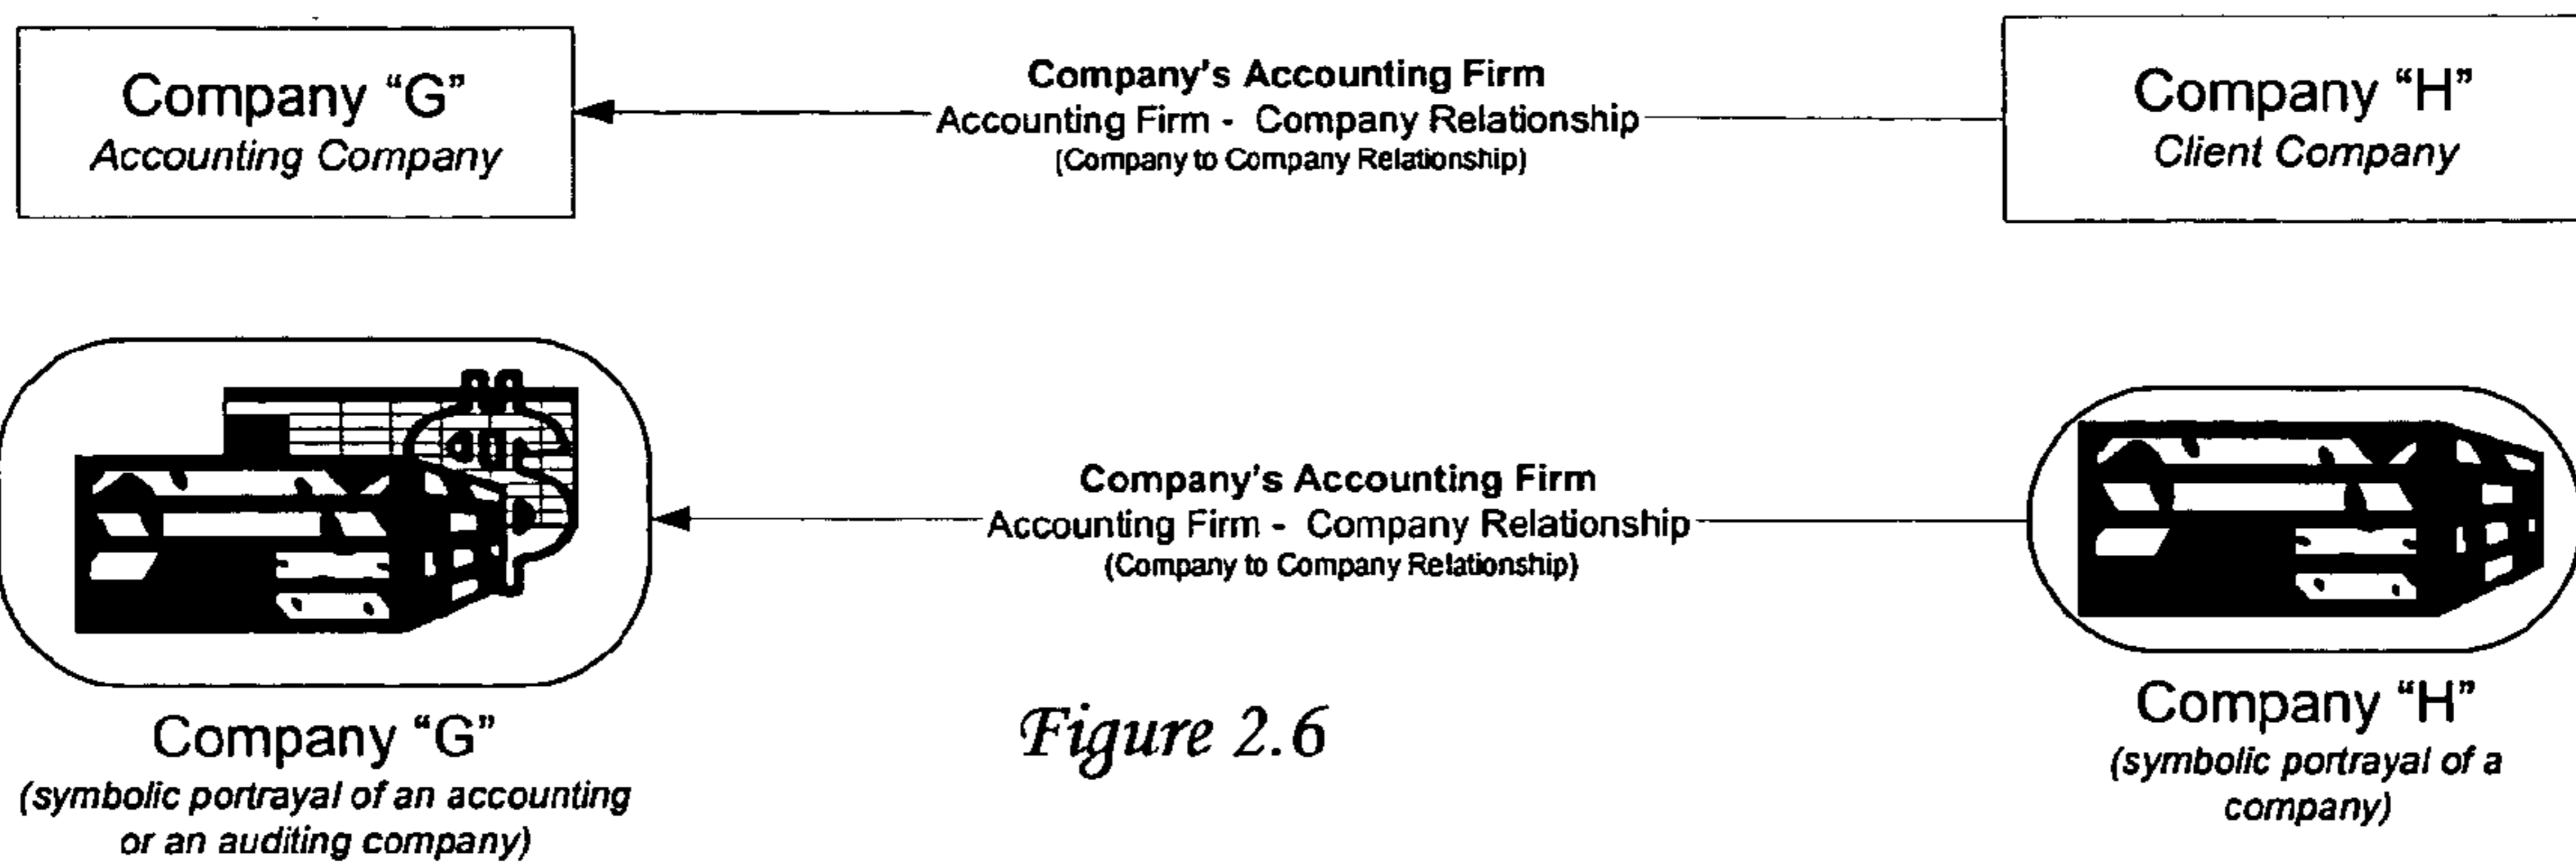 Company “G”
Accounting Company
Company's Accounting Firm
Accounting Firm - Company Relationship
(Company to Company Relationship)
Company “H”
Client Company
Company's Accounting Firm
Accounting Firm - Company Relationship
(Company to Company Relationship)
Company “G”
(symbolic portrayal of an accounting
or an auditing company)
Figure 2.6
Company “H”
(symbolic portrayal of a
company)